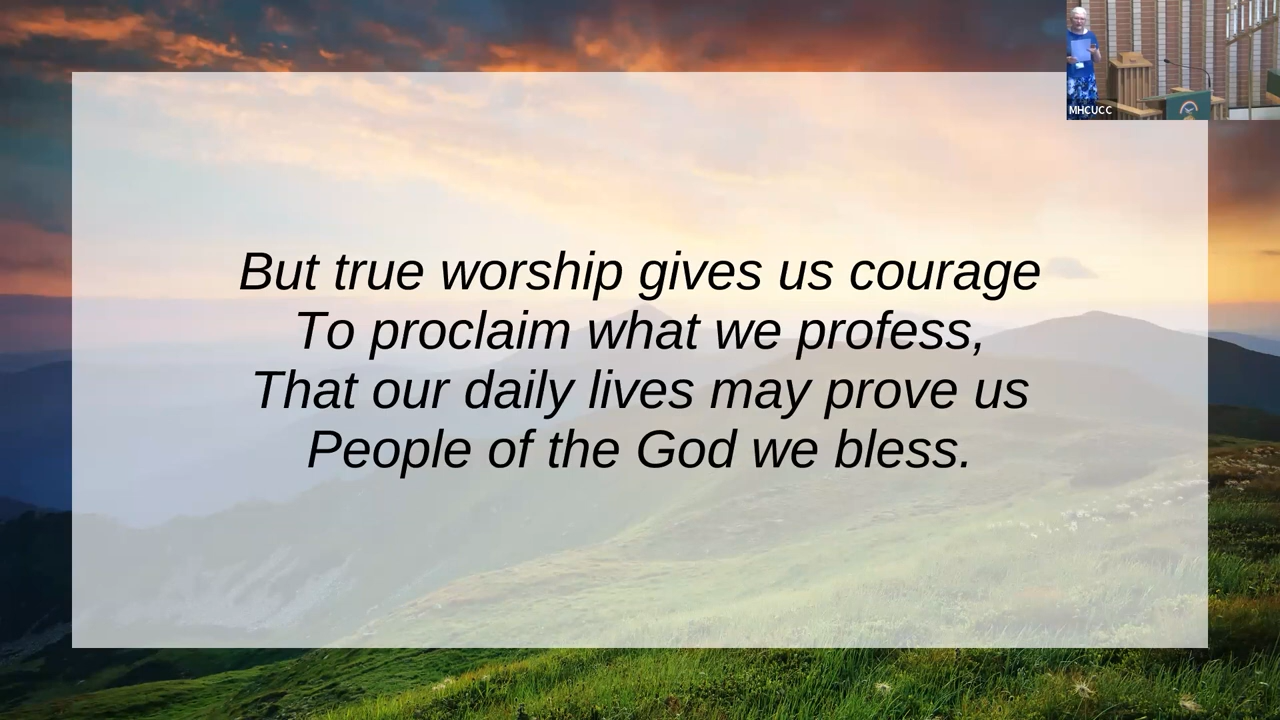 MHCUCC
But true worship gives us courage
To proclaim what we profess,
That our daily lives may prove us
People of the God we bless.